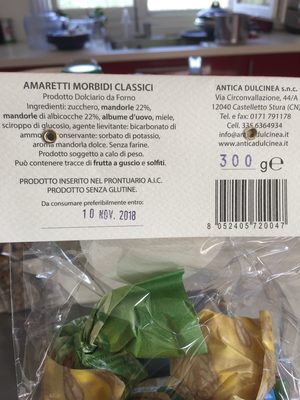 AMARETTI MORBIDI CLASSICI
Prodotto Dolciario da Forno
Ingredienti: zucchero, mandorle 22%,
mandorle di albicocche 22%, albume d'uovo, miele,
sciroppo di glucosio, agente lievitante: bicarbonato di
conservante: sorbato di potassio,
aroma mandorla dolce. Senza farine.
Prodotto soggetto a calo di peso.
Può contenere tracce di frutta a guscio e solfiti.
PRODOTTO INSERITO NEL PRONTUARIO A.I.C.
PRODOTTO SENZA GLUTINE.
Da consumare preferibilmente entro:
10 NOV. 2018
ANTICA DULCINEA s.n.c.
Via Circonvallazione, 44/A
12040 Castelletto Stura (CN)
Tel. e fax: 0171 791178
Cell. 335 6364934
info@anticadulcinea.it
www.anticadulcinea.it
300 g℮
8 052405 720047